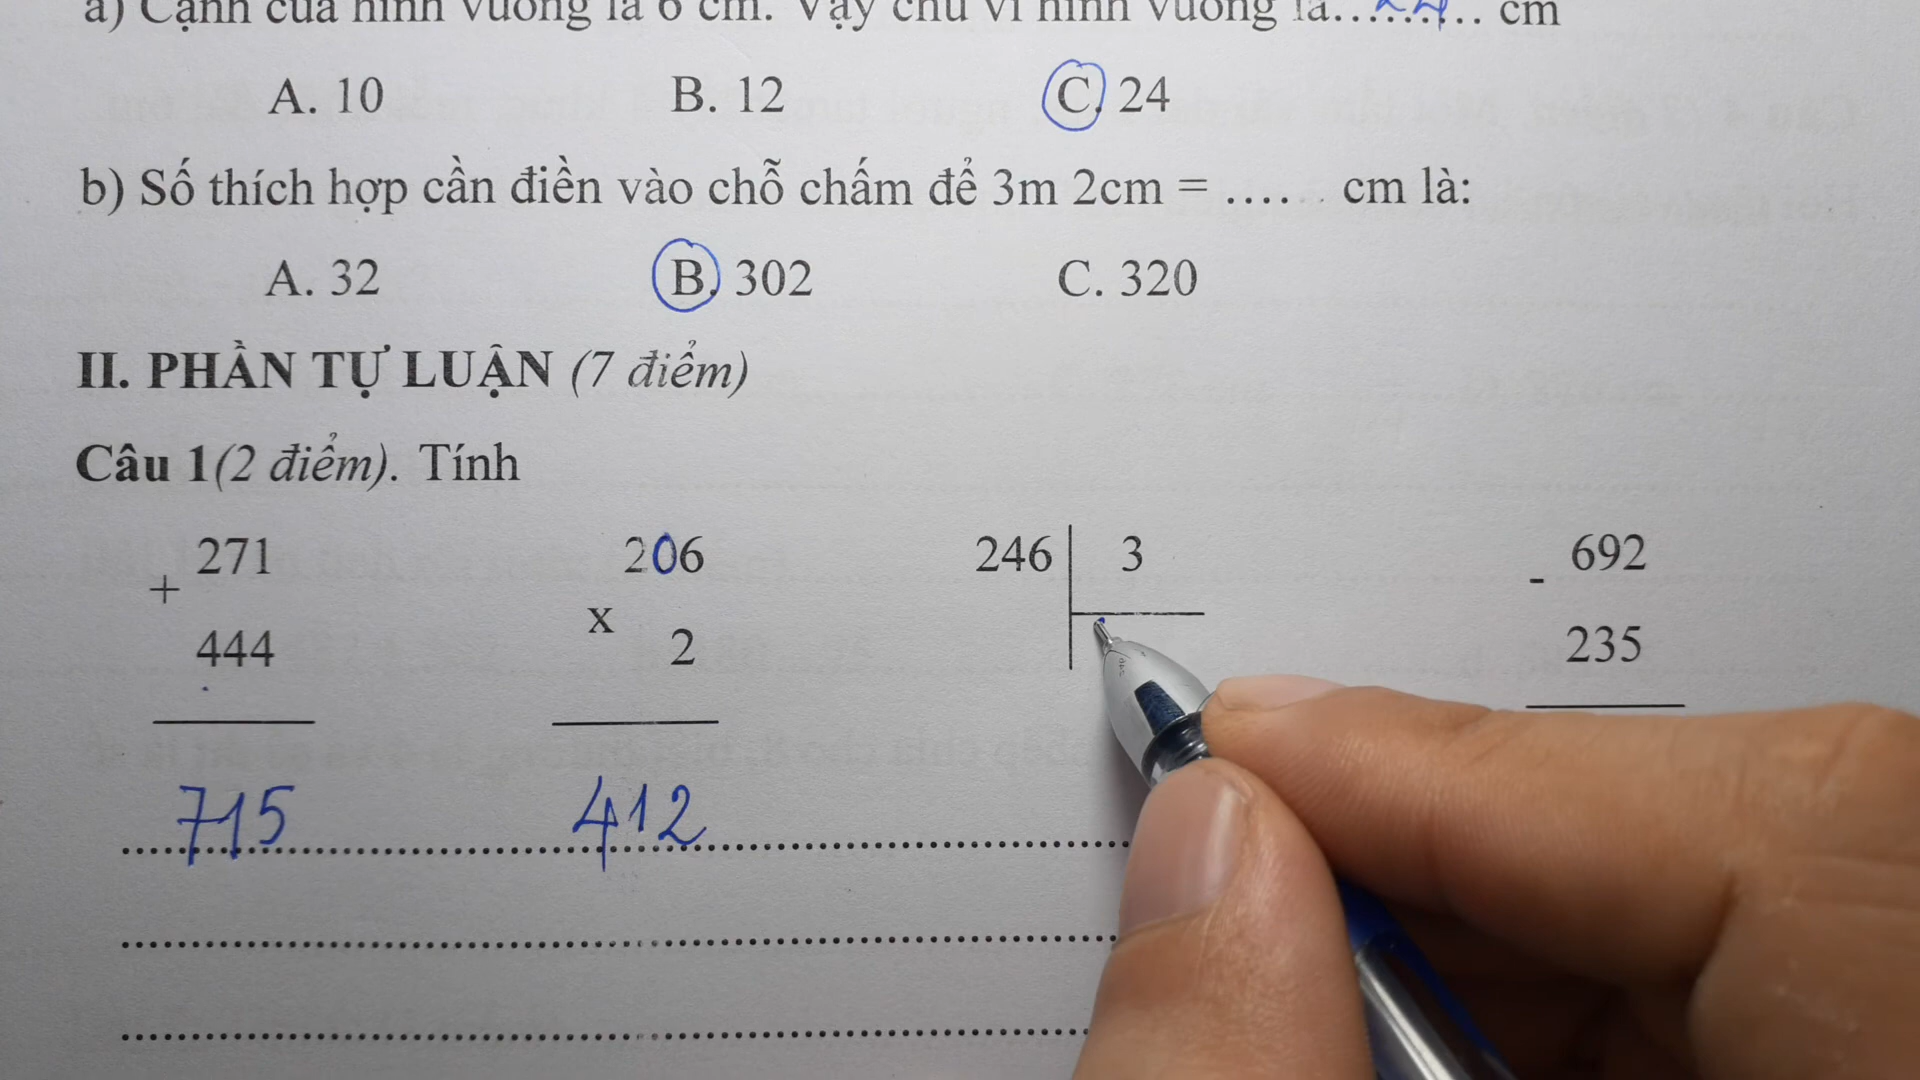 a) Cạnh của hình vuông là 6 cm. Vậy chu vi hình vuông là....24.... cm
A. 10 B. 12 C. 24
b) Số thích hợp cần điền vào chỗ chấm để 3m 2cm = ...... cm là:
A. 32 B. 302 C. 320
II. PHẦN TỰ LUẬN (7 điểm)
Câu 1(2 điểm). Tính
271 206 246 3 692
+ x -
444 2 235
715 412